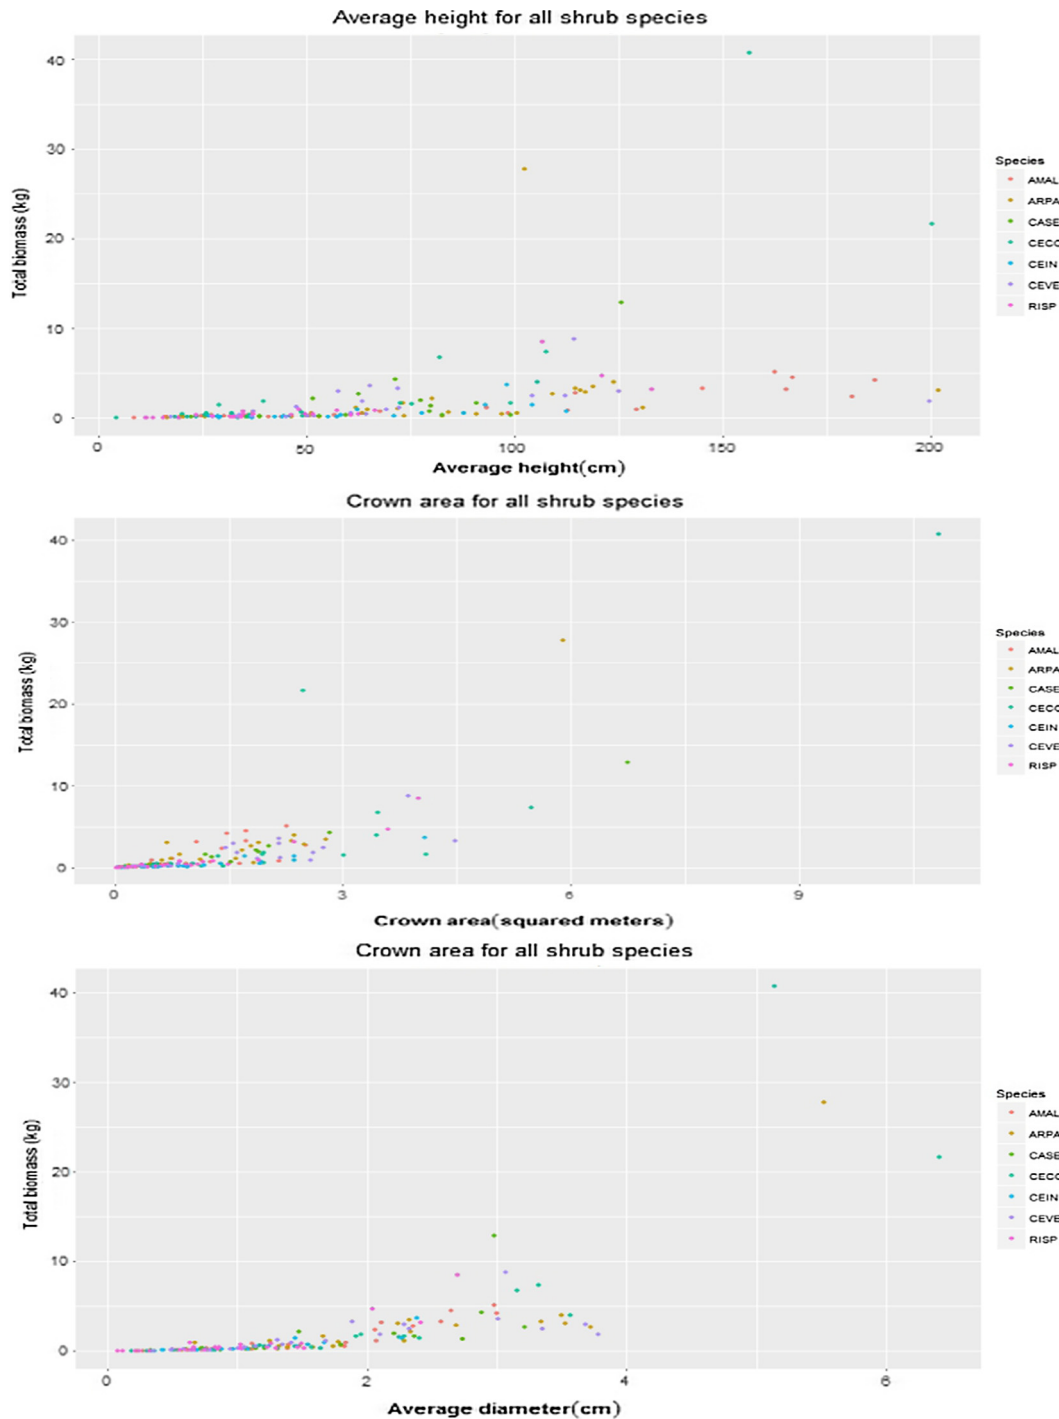 Average height for all shrub species
Total biomass (kg)
40
30
20
10
0
0 50 100 150 200
Average height(cm)
Species
AMAL
ARPA
CASE
CECO
CEIN
CEVE
RISP
Crown area for all shrub species
Total biomass (kg)
40
30
20
10
0
0 3 6 9
Crown area(squared meters)
Species
AMAL
ARPA
CASE
CECO
CEIN
CEVE
RISP
Crown area for all shrub species
Total biomass (kg)
40
30
20
10
0
0 2 4 6
Average diameter(cm)
Species
AMAL
ARPA
CASE
CECO
CEIN
CEVE
RISP